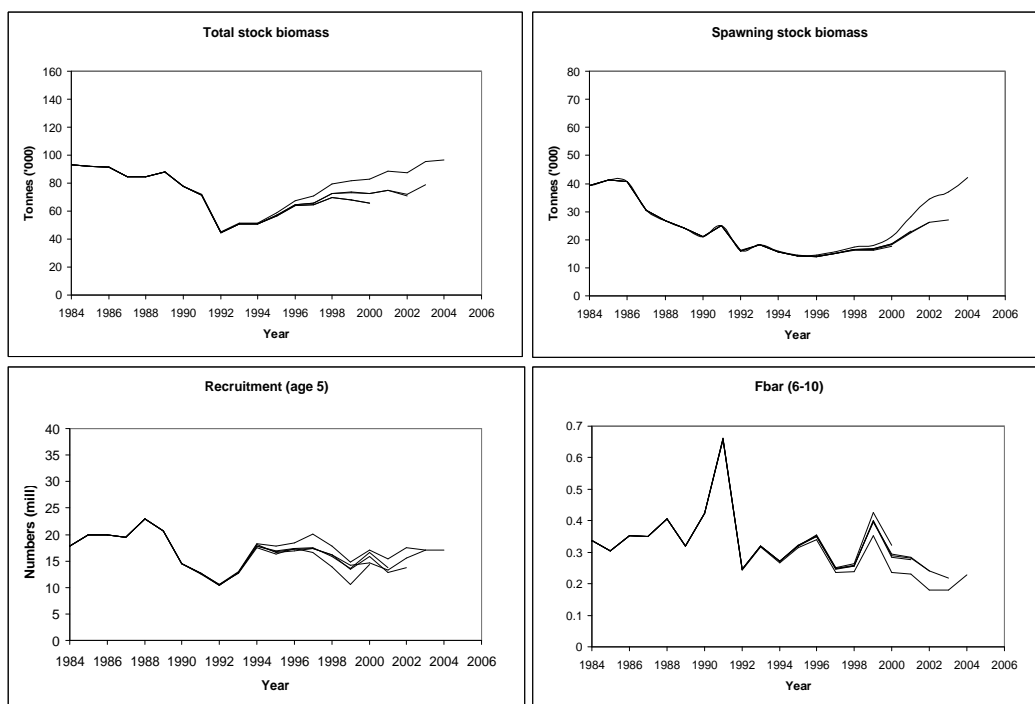 Total stock biomass
Tonnes ('000)
160
140
120
100
80
60
40
20
0
1984 1986 1988 1990 1992 1994 1996 1998 2000 2002 2004 2006
Year
Spawning stock biomass
Tonnes ('000)
80
70
60
50
40
30
20
10
0
1984 1986 1988 1990 1992 1994 1996 1998 2000 2002 2004 2006
Year
Recruitment (age 5)
Numbers (mill)
40
35
30
25
20
15
10
5
0
1984 1986 1988 1990 1992 1994 1996 1998 2000 2002 2004 2006
Year
Fbar (6-10)
0.7
0.6
0.5
0.4
0.3
0.2
0.1
0
1984 1986 1988 1990 1992 1994 1996 1998 2000 2002 2004 2006
Year